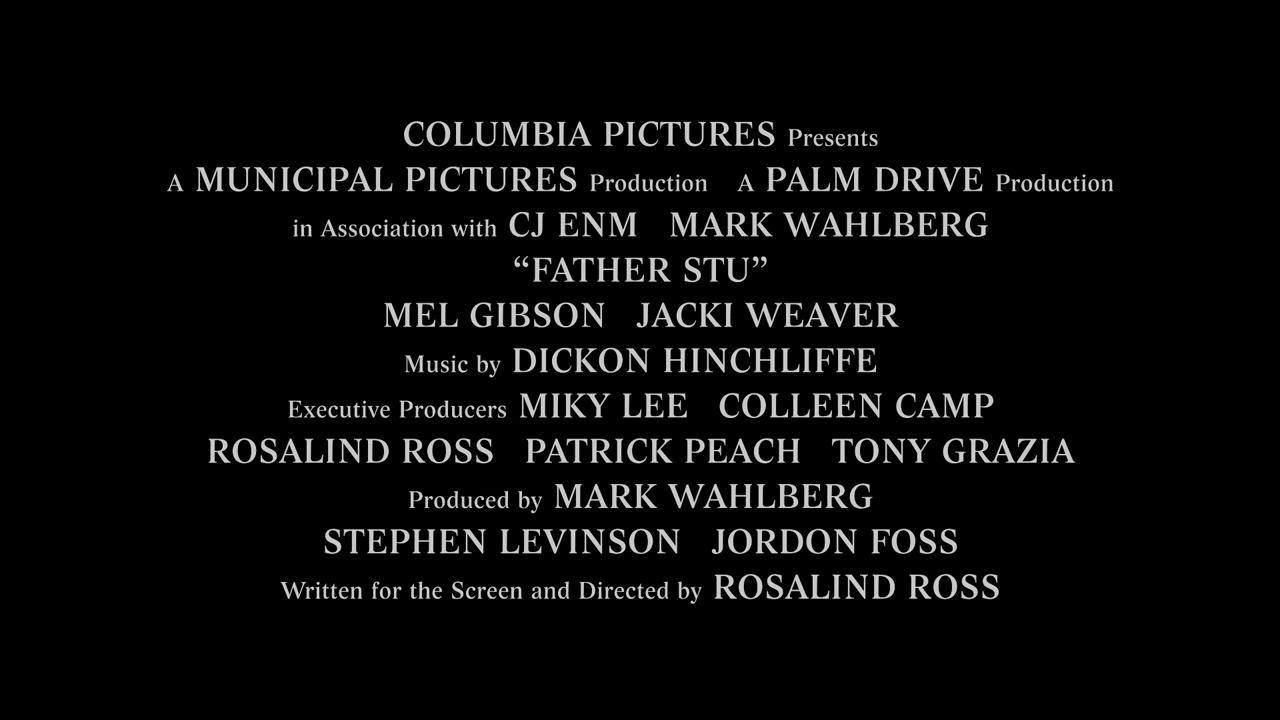 COLUMBIA PICTURES Presents
A MUNICIPAL PICTURES Production A PALM DRIVE Production
in Association with CJ ENM MARK WAHLBERG
“FATHER STU”
MEL GIBSON JACKI WEAVER
Music by DICKON HINCHLIFFE
Executive Producers MIKY LEE COLLEEN CAMP
ROSALIND ROSS PATRICK PEACH TONY GRAZIA
Produced by MARK WAHLBERG
STEPHEN LEVINSON JORDON FOSS
Written for the Screen and Directed by ROSALIND ROSS